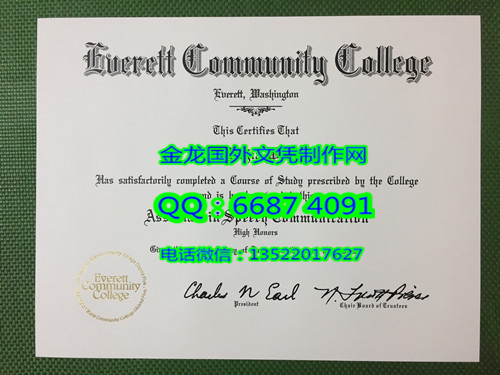 Everett Community College
Everett, Washington
This Certifies That
金龙国外文凭制作网
Has satisfactorily completed a Course of Study prescribed by the College
QQ：6687 4091
in Speech Communication
High Honors
电话微信：13522017627
Everett
Community
College
Charles N Earl
President
Chair Board of Trustees